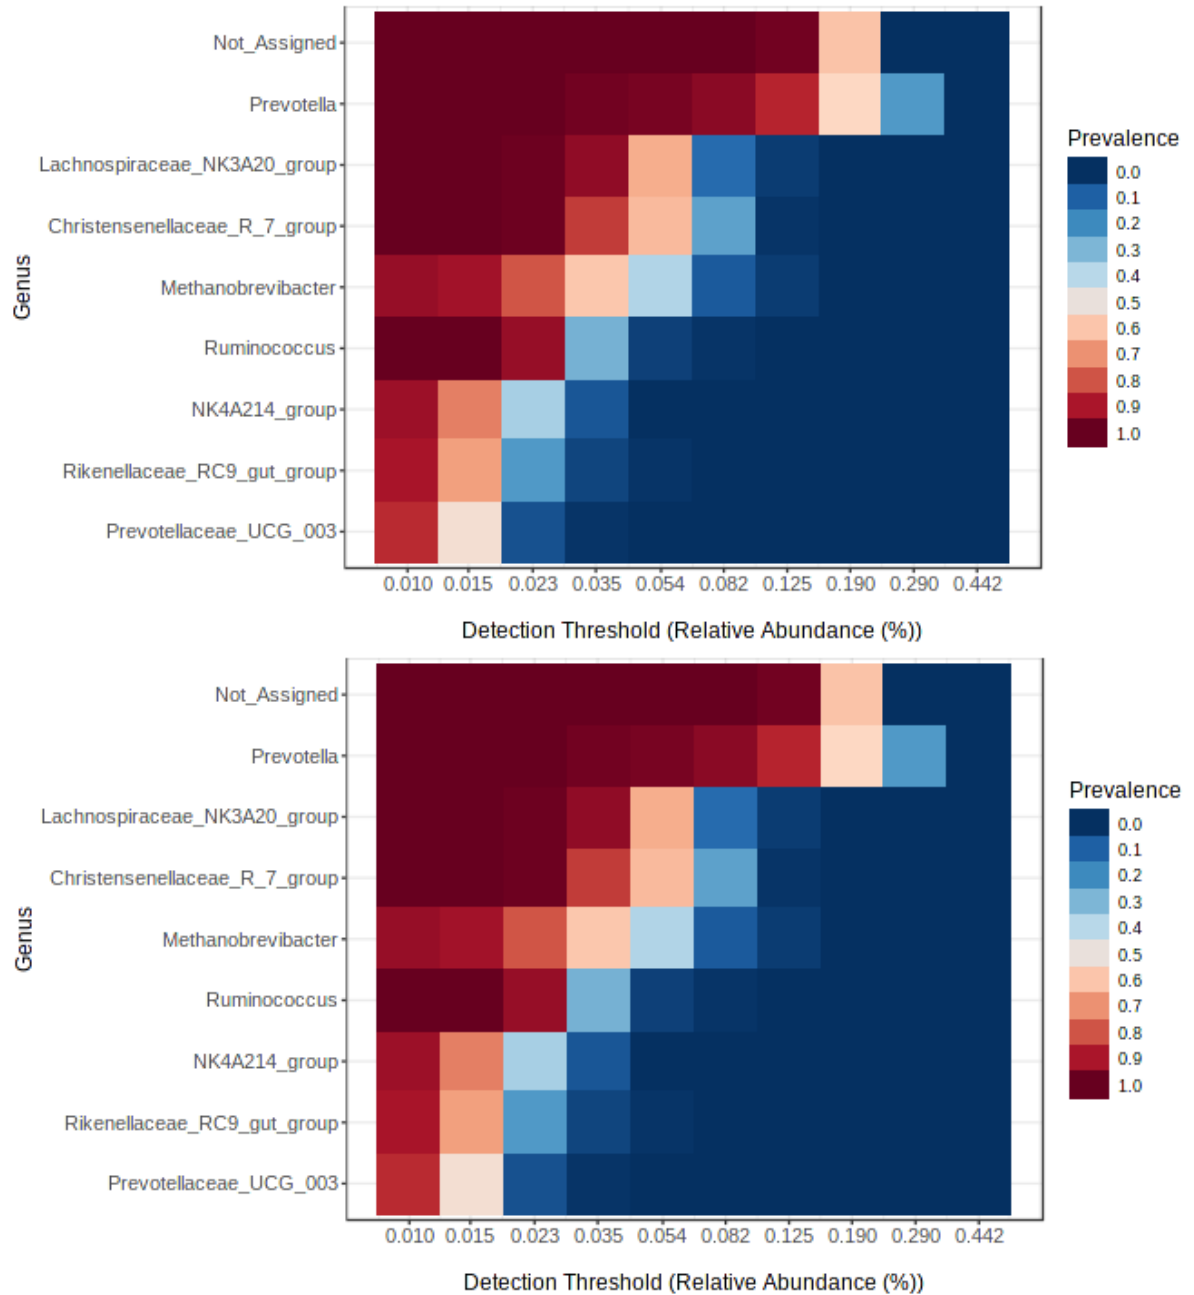 Not_Assigned
Prevotella
Lachnospiraceae_NK3A20_group
Christensenellaceae_R_7_group
Methanobrevibacter
Ruminococcus
NK4A214_group
Rikenellaceae_RC9_gut_group
Prevotellaceae_UCG_003
Genus
0.010 0.015 0.023 0.035 0.054 0.082 0.125 0.190 0.290 0.442
Detection Threshold (Relative Abundance (%))
Prevalence
0.0
0.1
0.2
0.3
0.4
0.5
0.6
0.7
0.8
0.9
1.0
Not_Assigned
Prevotella
Lachnospiraceae_NK3A20_group
Christensenellaceae_R_7_group
Methanobrevibacter
Ruminococcus
NK4A214_group
Rikenellaceae_RC9_gut_group
Prevotellaceae_UCG_003
Genus
0.010 0.015 0.023 0.035 0.054 0.082 0.125 0.190 0.290 0.442
Detection Threshold (Relative Abundance (%))
Prevalence
0.0
0.1
0.2
0.3
0.4
0.5
0.6
0.7
0.8
0.9
1.0